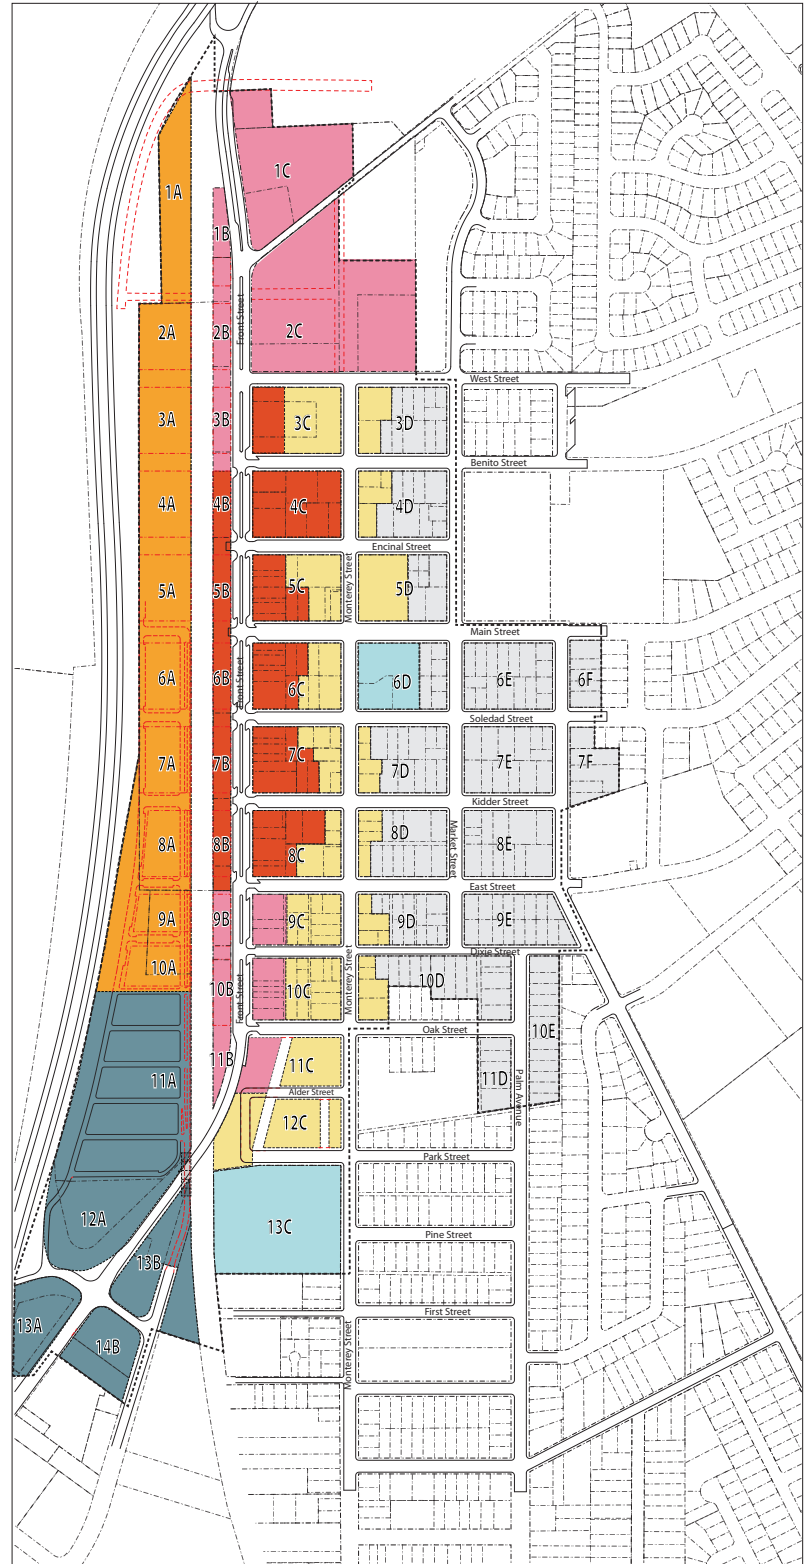 1C
1A
1B
Front Street
2A
2B
2C
West Street
3A
3B
3C
3D
Benito Street
4A
4B
4C
4D
Encinal Street
5A
5B
5C
Monterey Street
5D
Main Street
6A
6B
Front Street
6C
6D
6E
6F
Soledad Street
7A
7B
7C
7D
7E
7F
Kidder Street
8A
8B
8C
8D
Market Street
8E
East Street
9A
9B
9C
9D
9E
Dixie Street
10A
10B
Front Street
10C
Monterey Street
10D
10E
Oak Street
11A
11B
11C
11D
Palm Avenue
Alder Street
12C
Park Street
12A
13C
Pine Street
13B
First Street
13A
14B
Monterey Street